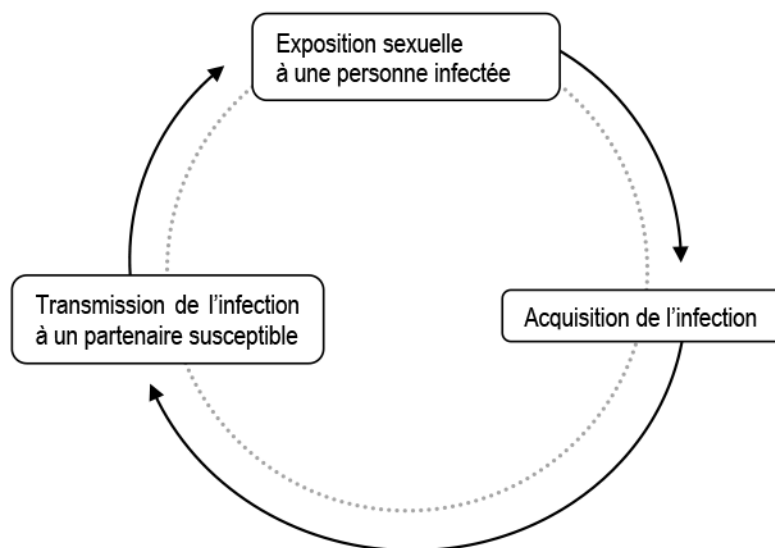 Exposition sexuelle
à une personne infectée
Transmission de l'infection
à un partenaire susceptible
Acquisition de l'infection